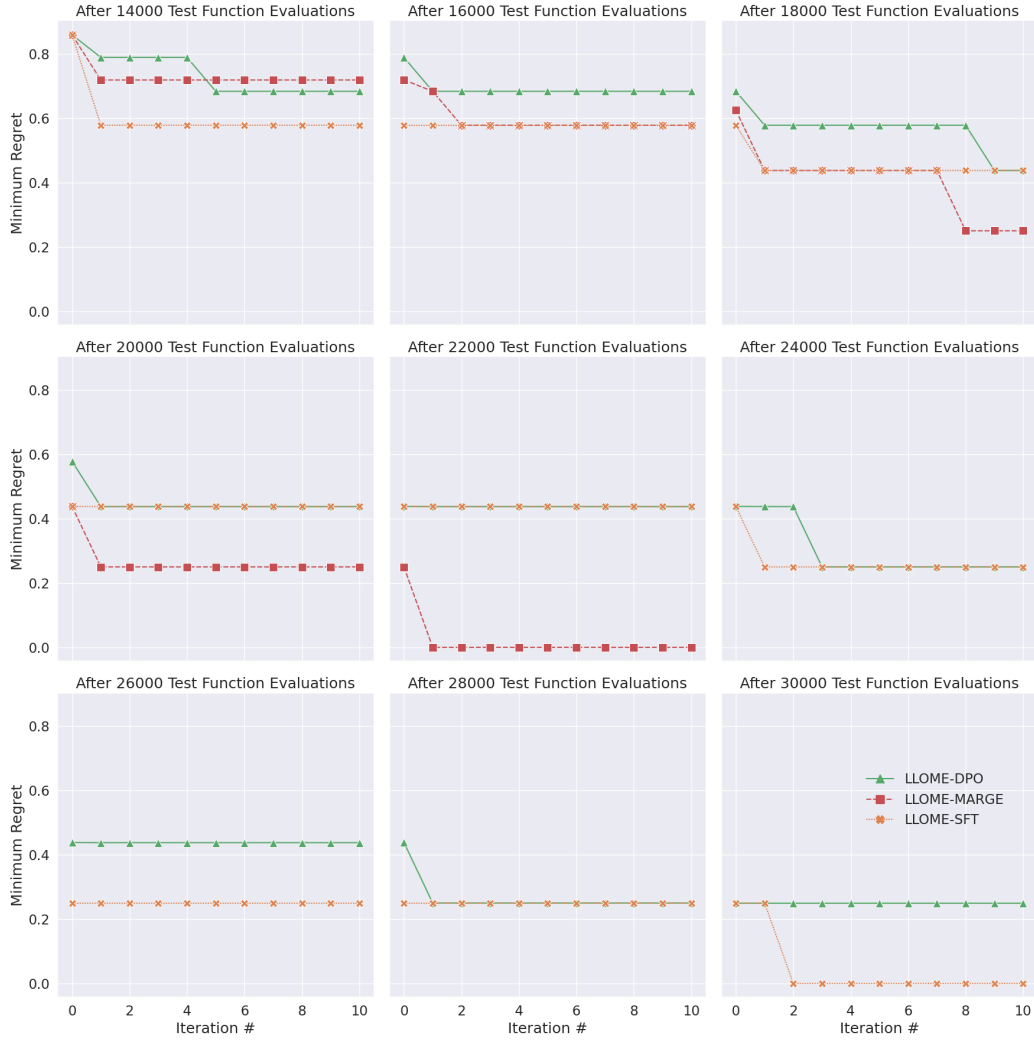 After 14000 Test Function Evaluations
After 16000 Test Function Evaluations
After 18000 Test Function Evaluations
Minimum Regret
0.8
0.6
0.4
0.2
0.0
After 20000 Test Function Evaluations
After 22000 Test Function Evaluations
After 24000 Test Function Evaluations
Minimum Regret
0.8
0.6
0.4
0.2
0.0
After 26000 Test Function Evaluations
After 28000 Test Function Evaluations
After 30000 Test Function Evaluations
Minimum Regret
0.8
0.6
0.4
0.2
0.0
LLOME-DPO
LLOME-MARGE
LLOME-SFT
0 2 4 6 8 10
0 2 4 6 8 10
0 2 4 6 8 10
Iteration #
Iteration #
Iteration #